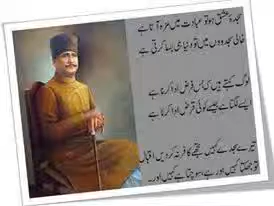 سجدہ عشق ہو تو عبادت میں مزہ آتا ہے
خالی سجدوں میں تو دنیا ہی بسا کرتی ہے
لوگ کہتے ہیں کہ بس فرض ادا کرنا ہے
ایسے لگتا ہے جیسے کوئی قرض ادا کرنا ہے
تیرے سجدے کہیں تجھے کافر نہ کر دیں اقبال
تو جھکتا کہیں اور ہے، سوچتا ہے کہیں اور۔